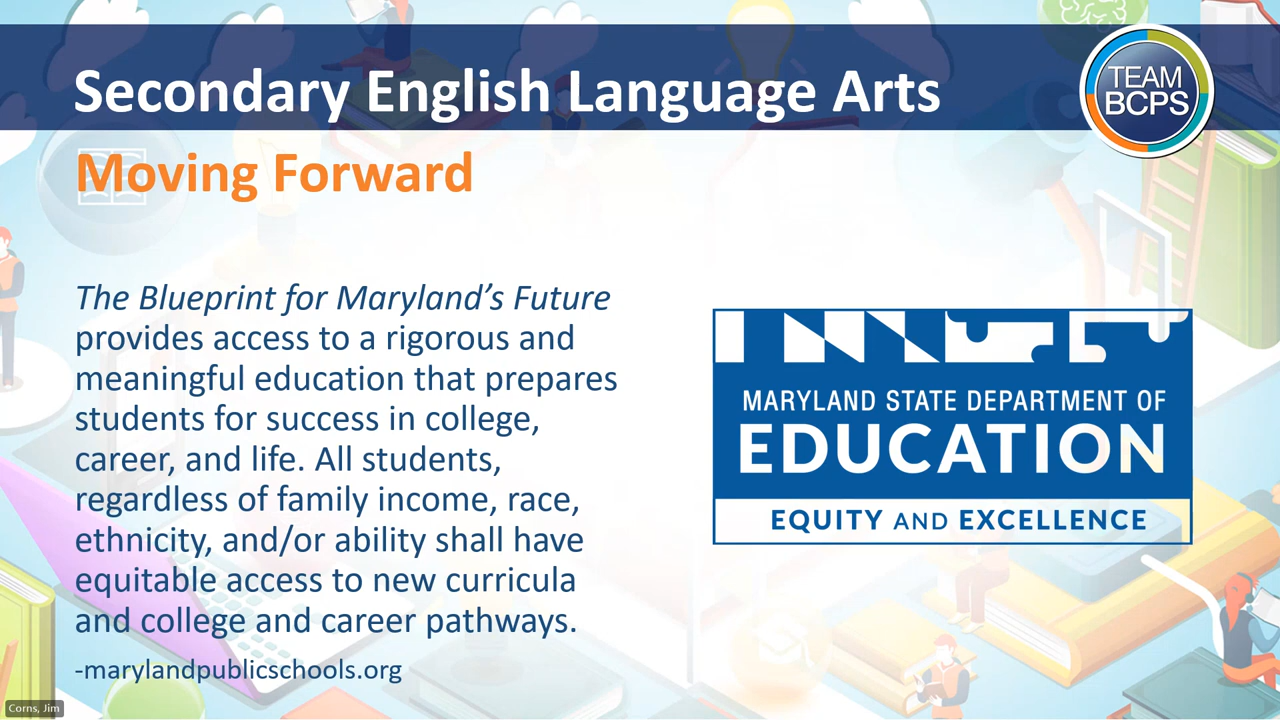 Secondary English Language Arts
TEAM
BCPS
Moving Forward
The Blueprint for Maryland’s Future
provides access to a rigorous and
meaningful education that prepares
students for success in college,
career, and life. All students,
regardless of family income, race,
ethnicity, and/or ability shall have
equitable access to new curricula
and college and career pathways.
-marylandpublicschools.org
MARYLAND STATE DEPARTMENT OF
EDUCATION
EQUITY AND EXCELLENCE
Corns, Jim